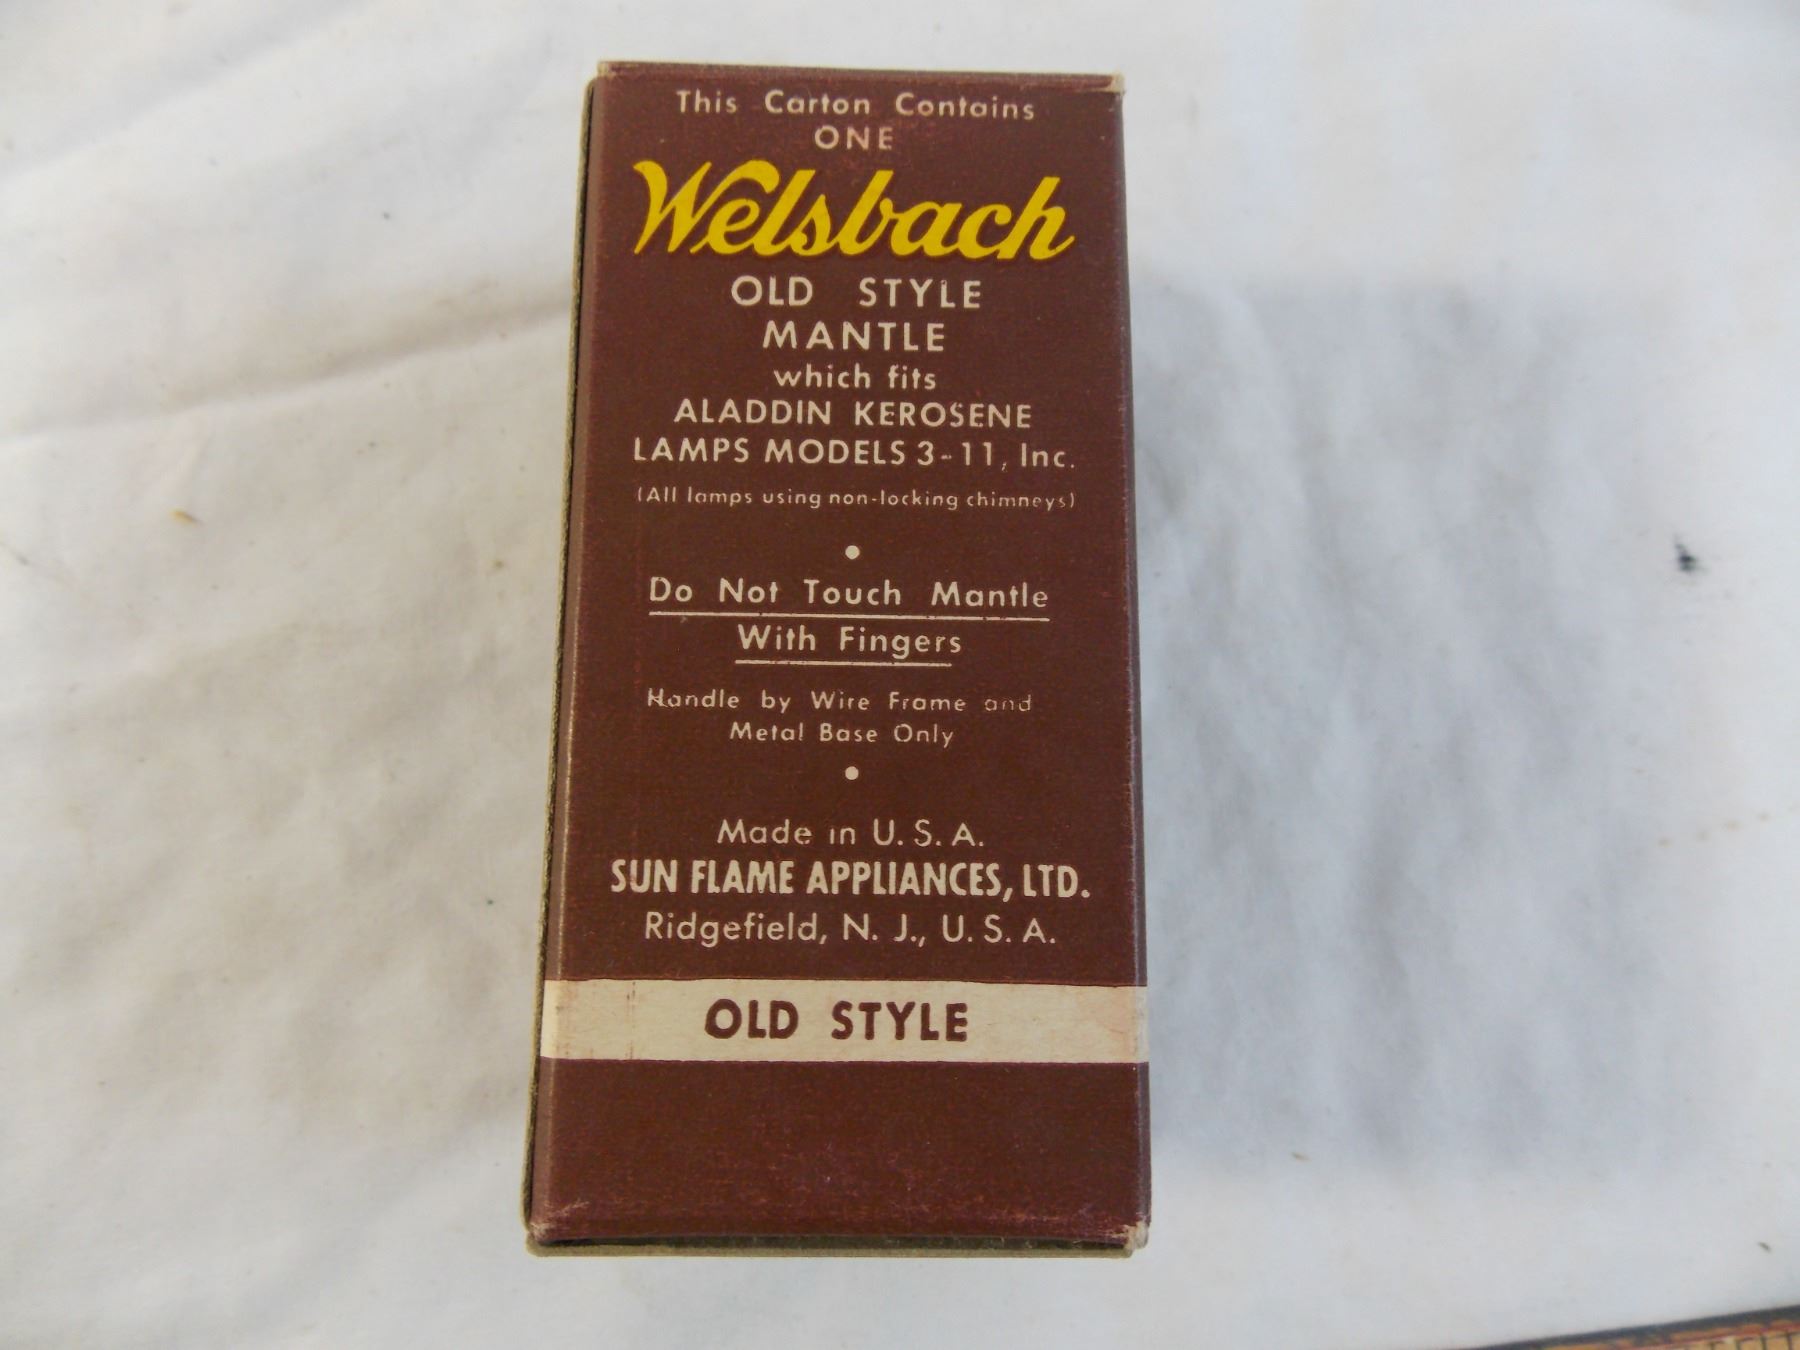 This Carton Contains
ONE
Welsbach
OLD STYLE
MANTLE
which fits
ALADDIN KEROSENE
LAMPS MODELS 3-11, Inc.
(All lamps using non-locking chimneys)
•
Do Not Touch Mantle
With Fingers
Handle by Wire Frame and
Metal Base Only
•
Made in U. S. A.
SUN FLAME APPLIANCES, LTD.
Ridgefield, N. J., U. S. A.
OLD STYLE